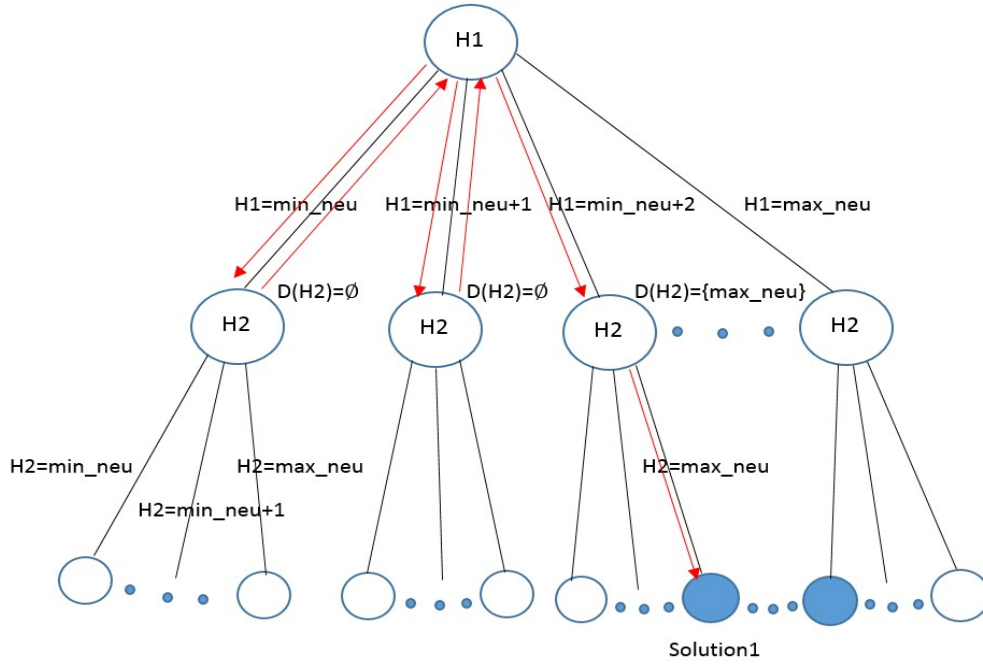 H1
H1=min_neu
H1=min_neu+1
H1=min_neu+2
H1=max_neu
D(H2)=∅
D(H2)=∅
D(H2)={max_neu}
H2
H2
H2
H2
H2=min_neu
H2=max_neu
H2=max_neu
H2=min_neu+1
Solution1